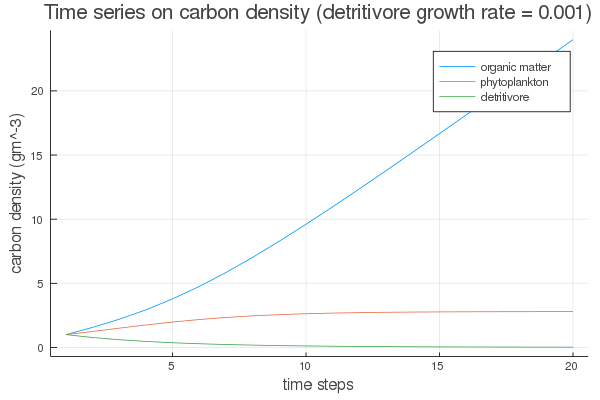 Time series on carbon density (detritivore growth rate = 0.001)
organic matter
phytoplankton
detritivore
carbon density (gm^-3)
20
15
10
5
0
5
10
15
20
time steps